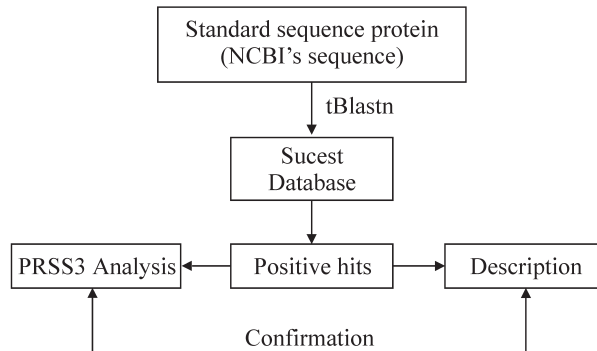 Standard sequence protein
(NCBI's sequence)
tBlastn
Sucest
Database
PRSS3 Analysis
Positive hits
Description
Confirmation